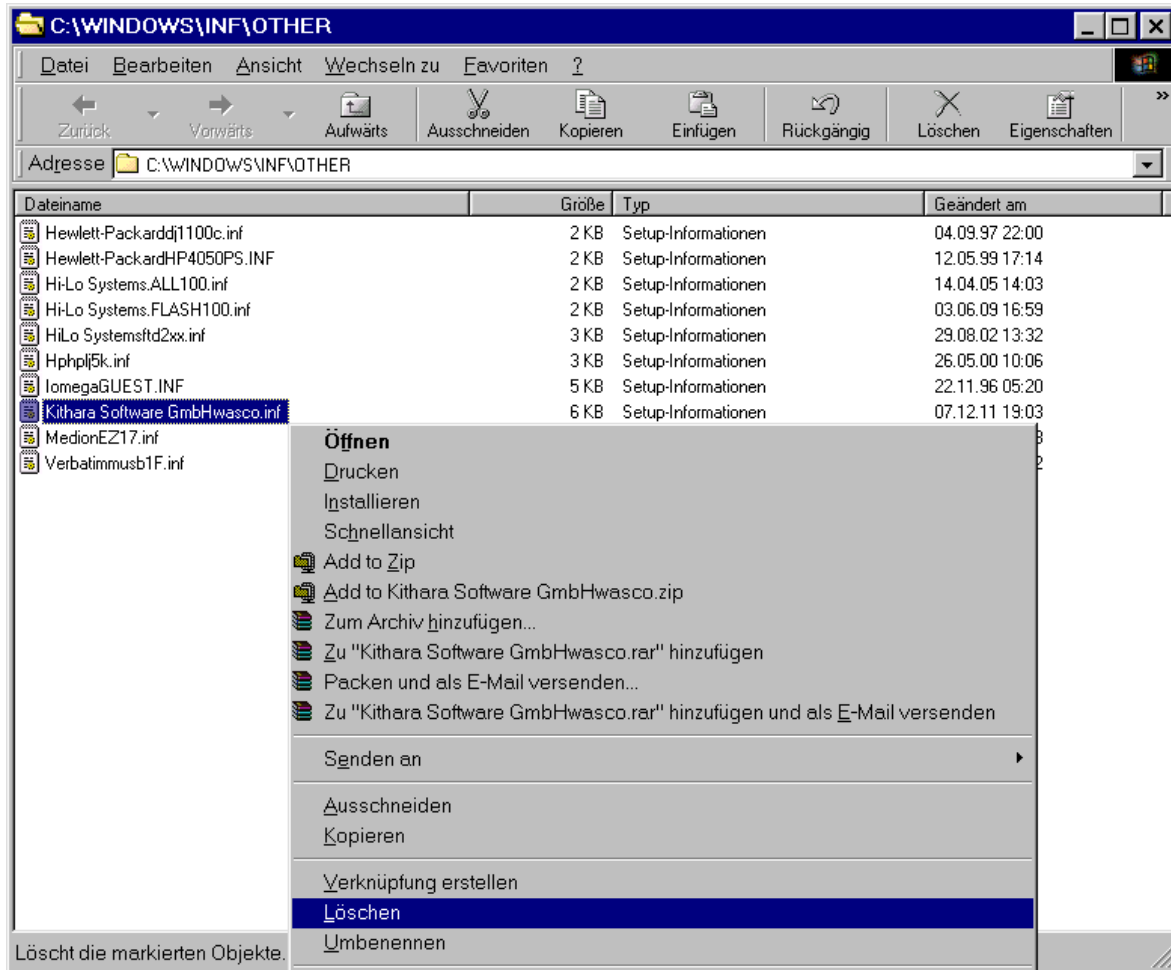 C:\WINDOWS\INF\OTHER
Datei Bearbeiten Ansicht Wechseln zu Favoriten ?
Zurück Vorwärts Aufwärts Ausschneiden Kopieren Einfügen Rückgängig Löschen Eigenschaften »
Adresse C:\WINDOWS\INF\OTHER
Dateiname Größe Typ Geändert am
Hewlett-Packarddj1100c.inf 2 KB Setup-Informationen 04.09.97 22:00
Hewlett-PackardHP4050PS.INF 2 KB Setup-Informationen 12.05.99 17:14
Hi-Lo Systems.ALL100.inf 2 KB Setup-Informationen 14.04.05 14:03
Hi-Lo Systems.FLASH100.inf 2 KB Setup-Informationen 03.06.09 16:59
HiLo Systemsftd2xx.inf 3 KB Setup-Informationen 29.08.02 13:32
Hphplj5k.inf 3 KB Setup-Informationen 26.05.00 10:06
IomegaGUEST.INF 5 KB Setup-Informationen 22.11.96 05:20
Kithara Software GmbHwasco.inf 6 KB Setup-Informationen 07.12.11 19:03
MedionEZ17.inf
Verbatimmusb1F.inf
Öffnen
Drucken
Installieren
Schnellansicht
Add to Zip
Add to Kithara Software GmbHwasco.zip
Zum Archiv hinzufügen...
Zu "Kithara Software GmbHwasco.rar" hinzufügen
Packen und als E-Mail versenden...
Zu "Kithara Software GmbHwasco.rar" hinzufügen und als E-Mail versenden
Senden an
Ausschneiden
Kopieren
Verknüpfung erstellen
Löschen
Umbenennen
Löscht die markierten Objekte.